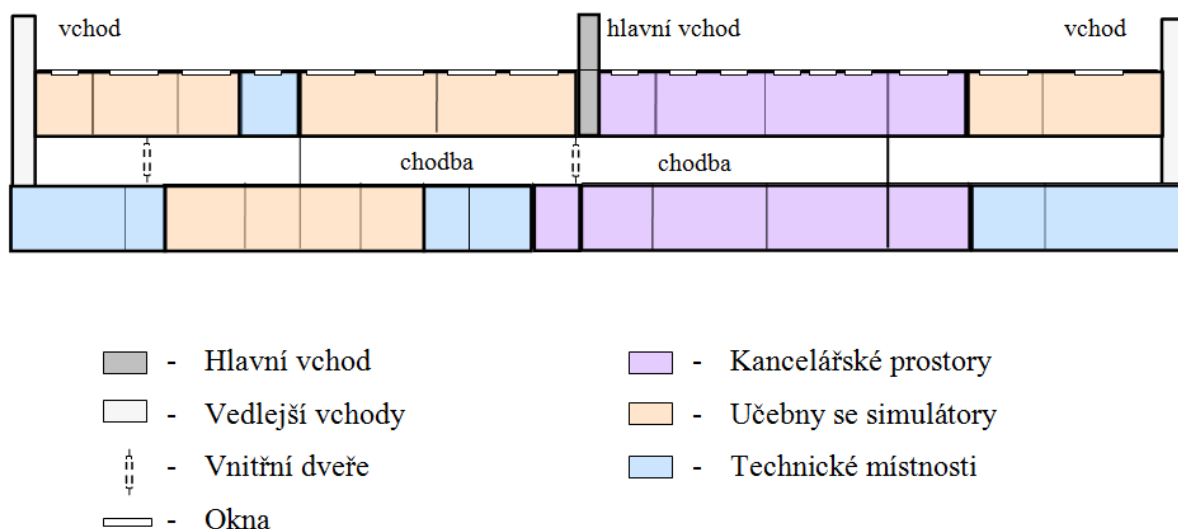 vchod
hlavní vchod
vchod
chodba
chodba
- Hlavní vchod
- Vedlejší vchody
- Vnitřní dveře
- Okna
- Kancelářské prostory
- Učebny se simulátory
- Technické místnosti